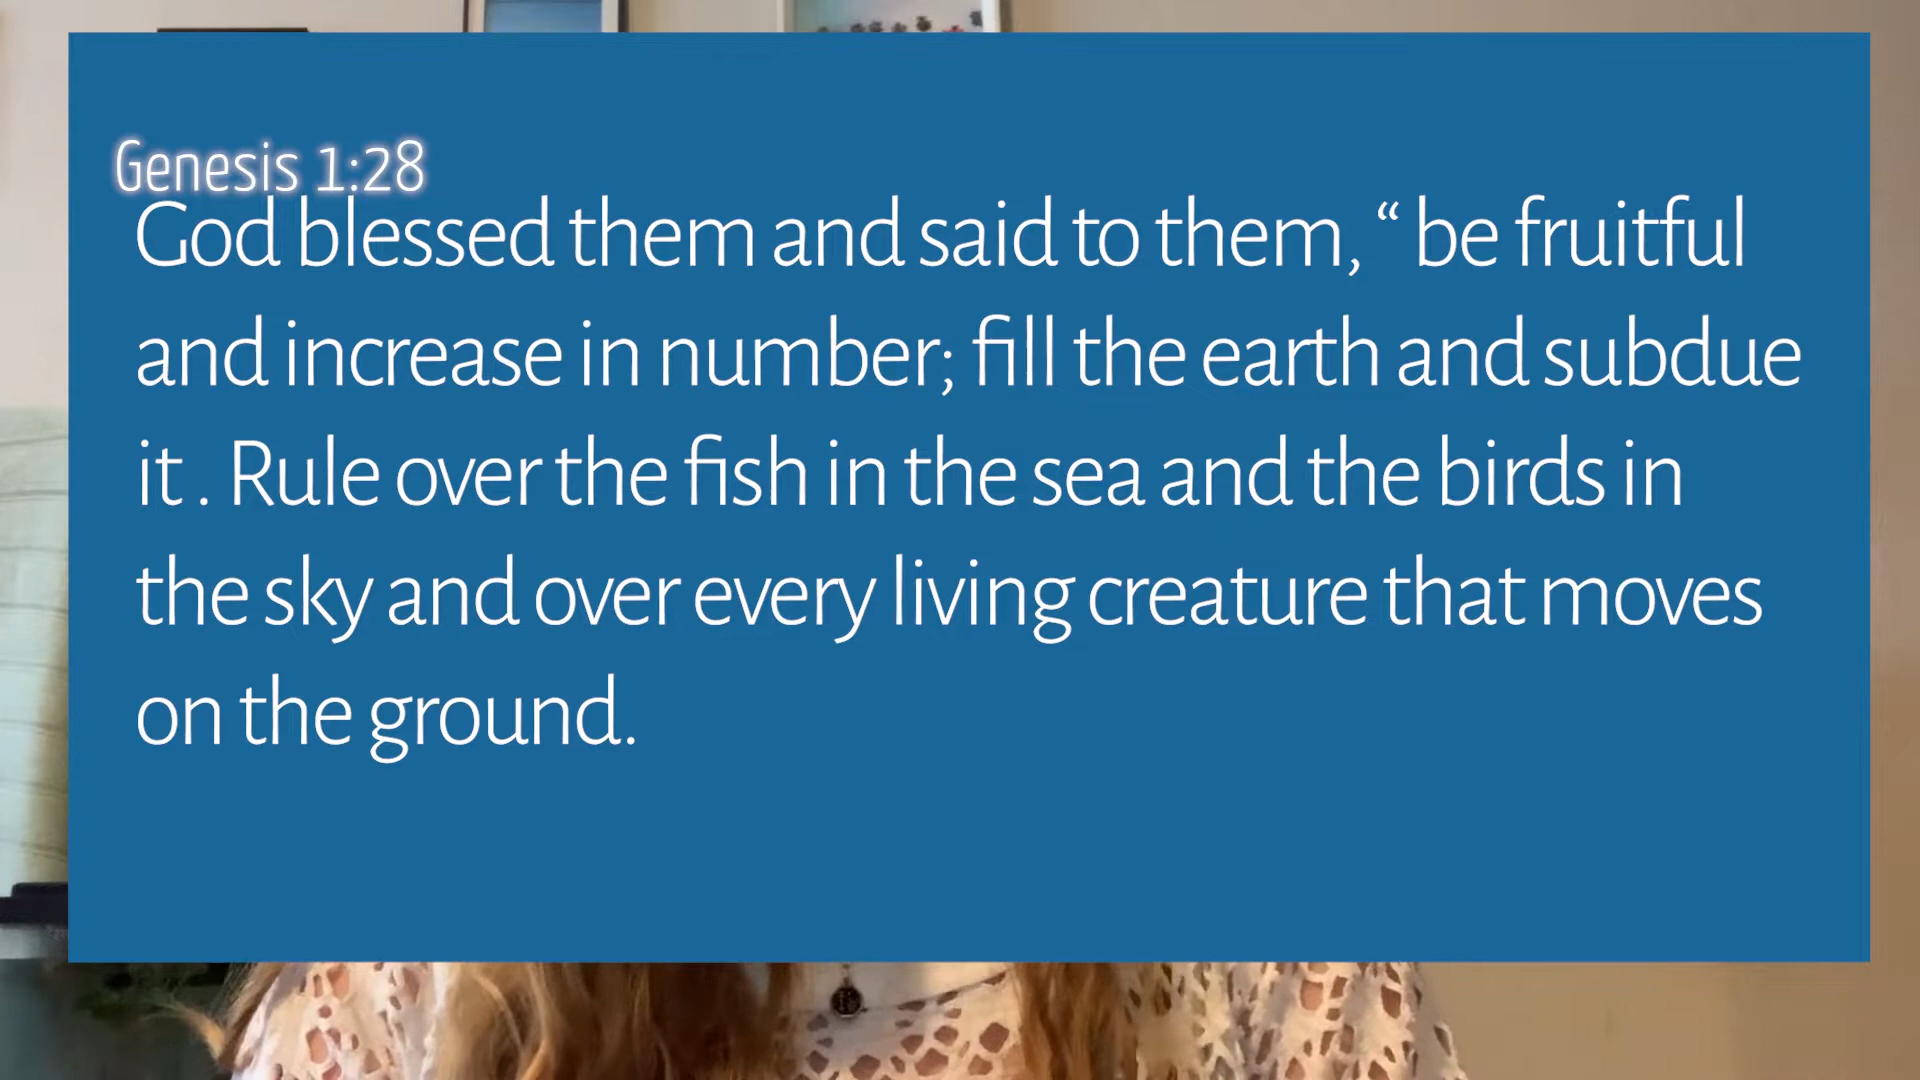 Genesis 1:28
God blessed them and said to them, “ be fruitful
and increase in number; fill the earth and subdue
it . Rule over the fish in the sea and the birds in
the sky and over every living creature that moves
on the ground.